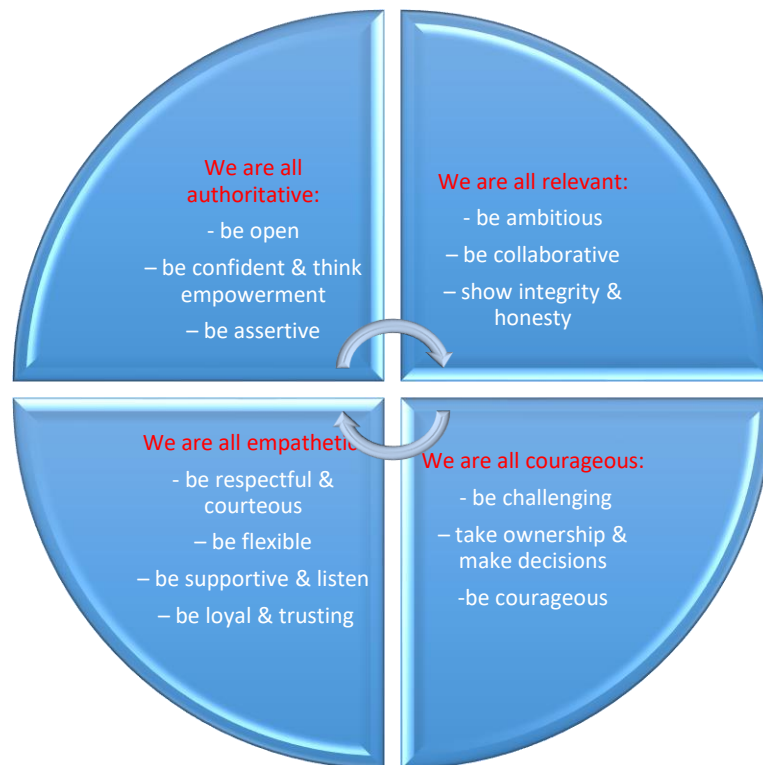 We are all
authoritative:
- be open
– be confident & think
empowerment
– be assertive
We are all relevant:
- be ambitious
– be collaborative
– show integrity &
honesty
We are all empathetic
- be respectful &
courteous
– be flexible
– be supportive & listen
– be loyal & trusting
We are all courageous:
- be challenging
– take ownership &
make decisions
-be courageous